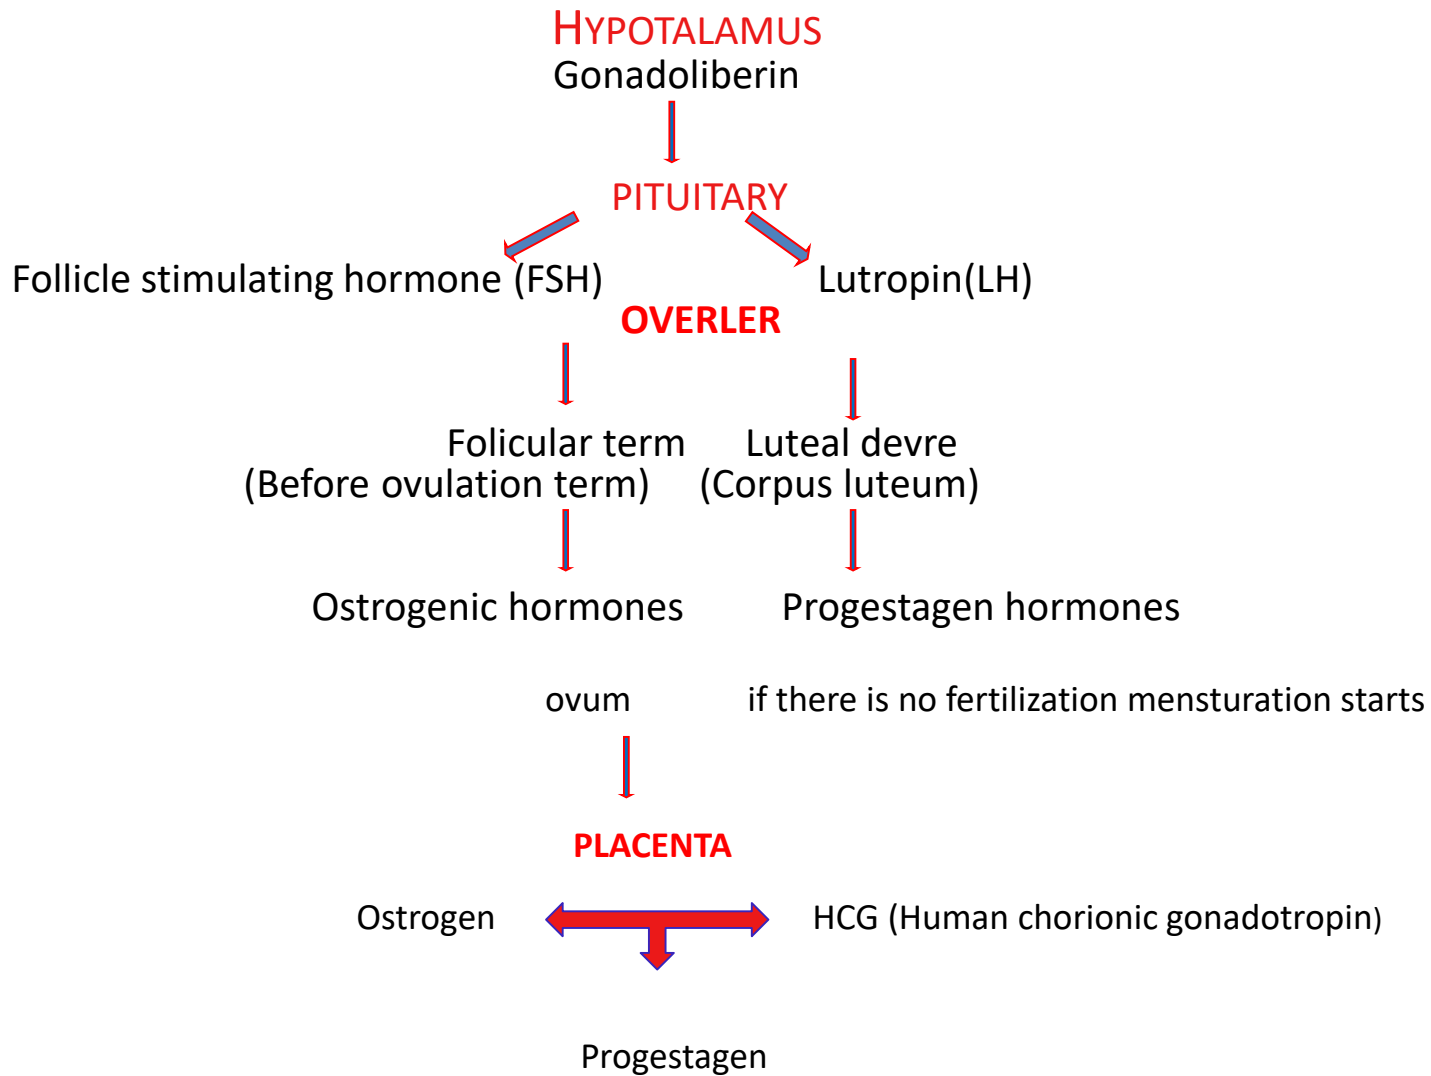 HYPOTALAMUS
Gonadoliberin
PITUITARY
Follicle stimulating hormone (FSH) Lutropin(LH)
OVERLER
Folicular term Luteal devre
(Before ovulation term) (Corpus luteum)
Ostrogenic hormones Progestagen hormones
ovum if there is no fertilization mensturation starts
PLACENTA
Ostrogen HCG (Human chorionic gonadotropin)
Progestagen